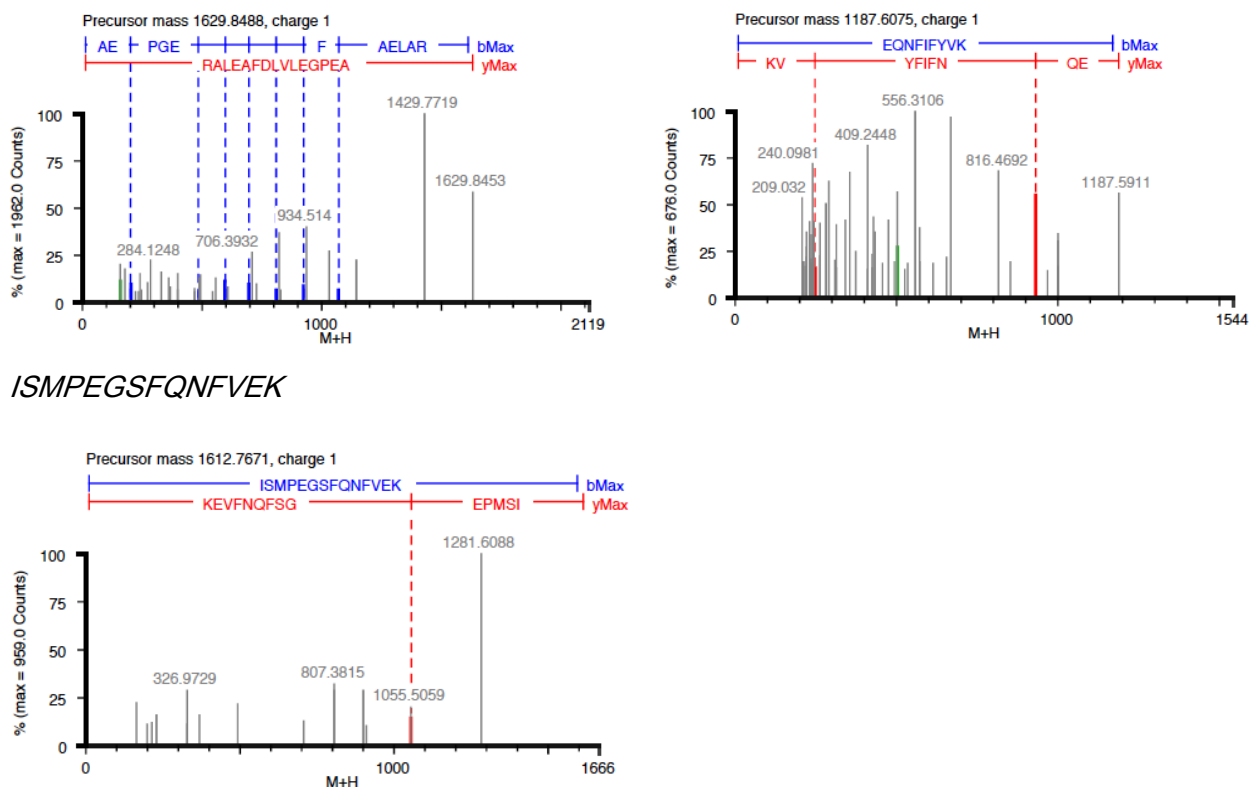 Precursor mass 1629.8488, charge 1
AE PGE F AELAR bMax
RALEAFDLVLEGPEA yMax
% (max = 1962.0 Counts)
100
75
50
25
0
1429.7719
1629.8453
934.514
706.3932
284.1248
0 1000 2119
M+H
Precursor mass 1187.6075, charge 1
EQNFIFYVK bMax
KV YFIFN QE yMax
% (max = 676.0 Counts)
100
75
50
25
0
556.3106
409.2448
240.0981
816.4692
209.032
1187.5911
0 1000 1544
M+H
ISMPEGSFQNFVEK
Precursor mass 1612.7671, charge 1
ISMPEGSFQNFVEK bMax
KEVFNQFSG EPMSI yMax
% (max = 959.0 Counts)
100
75
50
25
0
1281.6088
326.9729
807.3815
1055.5059
0 1000 1666
M+H